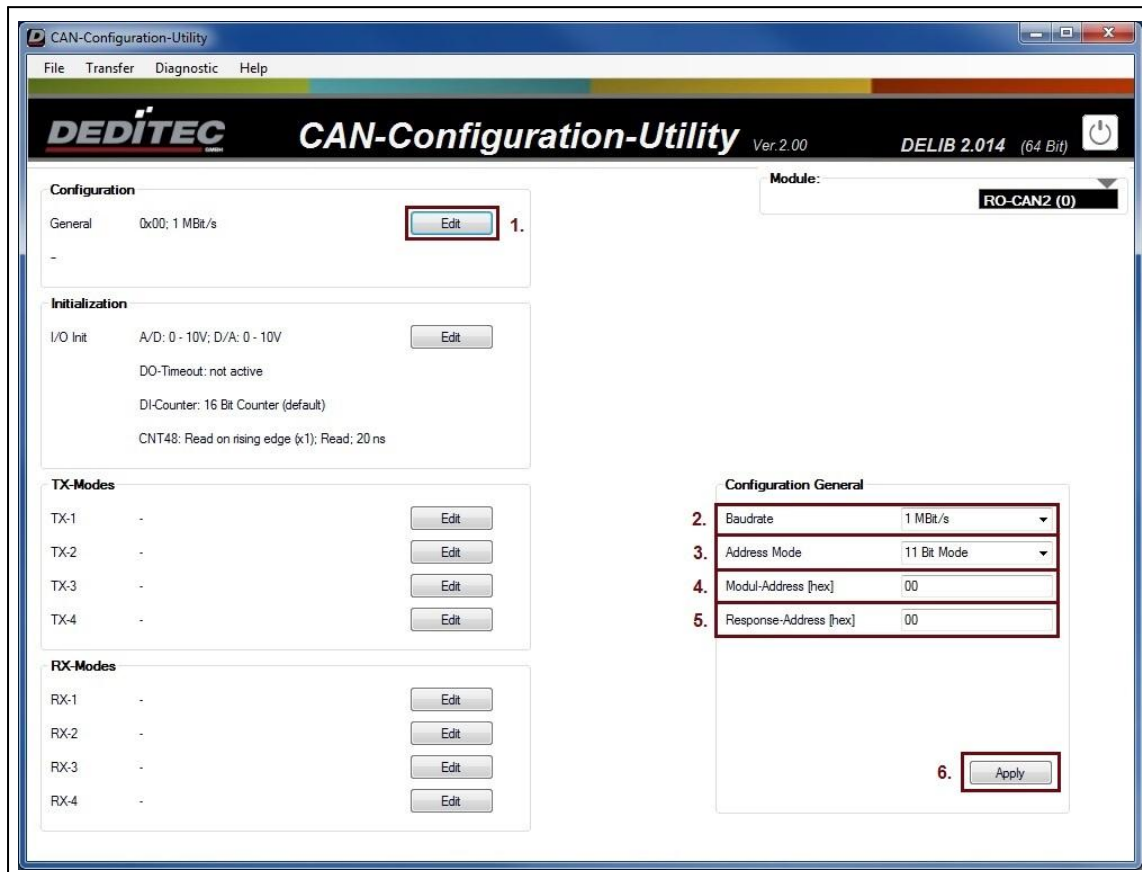 CAN-Configuration-Utility
File Transfer Diagnostic Help
DEDITEC
GMBH
CAN-Configuration-Utility Ver.2.00
DELIB 2.014 (64 Bit)
Module:
RO-CAN2 (0)
Configuration
General 0x00; 1 MBit/s Edit 1.
-
Initialization
I/O Init A/D: 0 - 10V; D/A: 0 - 10V Edit
DO-Timeout: not active
DI-Counter: 16 Bit Counter (default)
CNT48: Read on rising edge (x1); Read; 20 ns
TX-Modes
TX-1 - Edit
TX-2 - Edit
TX-3 - Edit
TX-4 - Edit
RX-Modes
RX-1 - Edit
RX-2 - Edit
RX-3 - Edit
RX-4 - Edit
Configuration General
2. Baudrate 1 MBit/s
3. Address Mode 11 Bit Mode
4. Modul-Address [hex] 00
5. Response-Address [hex] 00
6. Apply